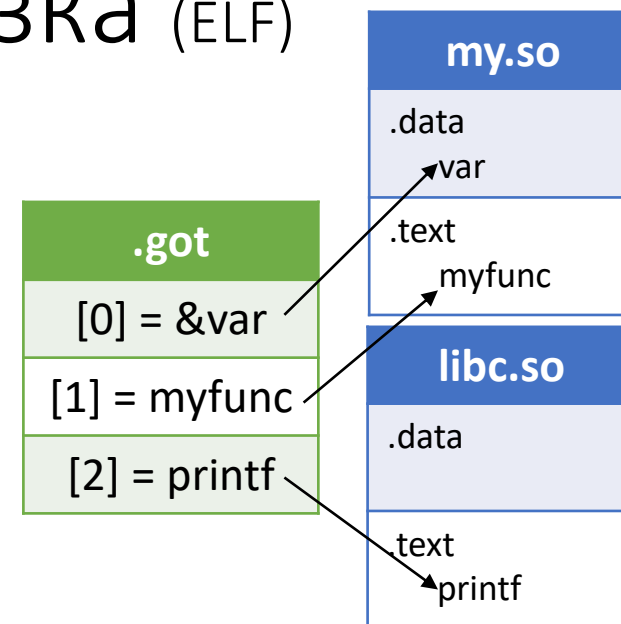 зка (ELF)
.got
[0] = &var
[1] = myfunc
[2] = printf
my.so
.data
var
.text
myfunc
libc.so
.data
.text
printf